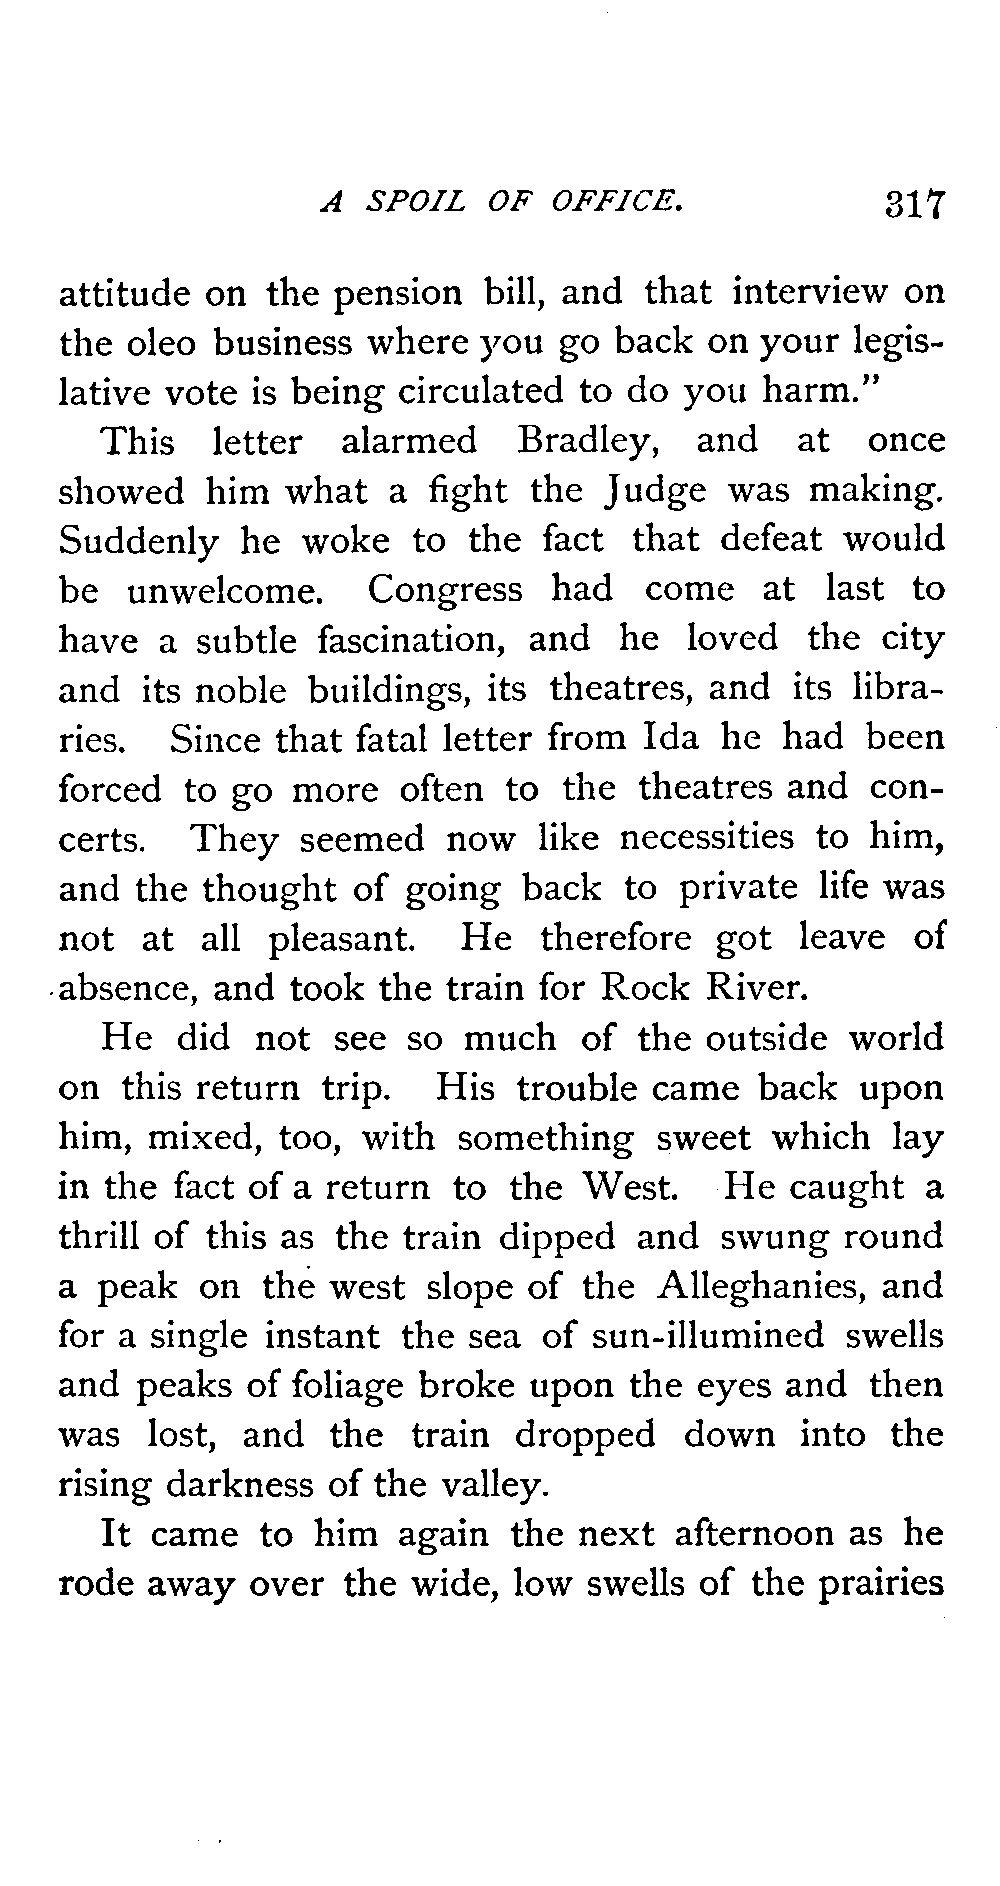 A SPOIL OF OFFICE. 317
attitude on the pension bill, and that interview on
the oleo business where you go back on your legis-
lative vote is being circulated to do you harm."
This letter alarmed Bradley, and at once
showed him what a fight the Judge was making.
Suddenly he woke to the fact that defeat would
be unwelcome. Congress had come at last to
have a subtle fascination, and he loved the city
and its noble buildings, its theatres, and its libra-
ries. Since that fatal letter from Ida he had been
forced to go more often to the theatres and con-
certs. They seemed now like necessities to him,
and the thought of going back to private life was
not at all pleasant. He therefore got leave of
absence, and took the train for Rock River.
He did not see so much of the outside world
on this return trip. His trouble came back upon
him, mixed, too, with something sweet which lay
in the fact of a return to the West. He caught a
thrill of this as the train dipped and swung round
a peak on the west slope of the Alleghanies, and
for a single instant the sea of sun-illumined swells
and peaks of foliage broke upon the eyes and then
was lost, and the train dropped down into the
rising darkness of the valley.
It came to him again the next afternoon as he
rode away over the wide, low swells of the prairies